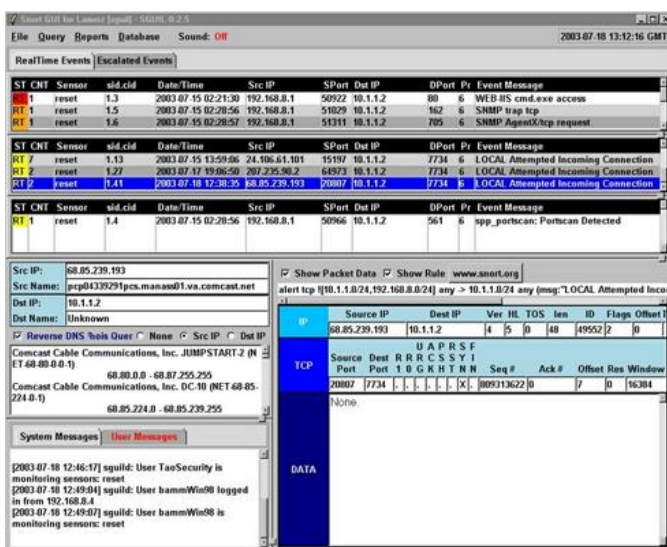 Snort GUI for Lamerz [sguil] - SGUIL-0.2.5
File Query Reports Database Sound: Off 2003-07-18 13:12:16 GMT
RealTime Events Escalated Events
ST CNT Sensor sid.cid Date/Time Src IP SPort Dst IP DPort Pr Event Message
RT 1 reset 1.3 2003-07-15 02:21:30 192.168.8.1 50922 10.1.1.2 80 6 WEB-IIS cmd.exe access
RT 1 reset 1.5 2003-07-15 02:28:56 192.168.8.1 51029 10.1.1.2 162 6 SNMP trap tcp
RT 1 reset 1.6 2003-07-15 02:28:57 192.168.8.1 51311 10.1.1.2 705 6 SNMP AgentX/tcp request
ST CNT Sensor sid.cid Date/Time Src IP SPort Dst IP DPort Pr Event Message
RT 7 reset 1.13 2003-07-15 13:59:06 24.106.61.101 15197 10.1.1.2 7734 6 LOCAL Attempted Incoming Connection
RT 2 reset 1.27 2003-07-17 19:06:50 207.235.90.2 64973 10.1.1.2 7734 6 LOCAL Attempted Incoming Connection
RT 2 reset 1.41 2003-07-18 12:38:35 68.85.239.193 20807 10.1.1.2 7734 6 LOCAL Attempted Incoming Connection
ST CNT Sensor sid.cid Date/Time Src IP SPort Dst IP DPort Pr Event Message
RT 1 reset 1.4 2003-07-15 02:28:56 192.168.8.1 50966 10.1.1.2 561 6 spp_portscan: Portscan Detected
Src IP: 68.85.239.193
Src Name: pcp04339291pcs.manass01.va.comcast.net
Dst IP: 10.1.1.2
Dst Name: Unknown
Reverse DNS Whois Quer None Src IP Dst IP
Comcast Cable Communications, Inc. JUMPSTART-2 (N
ET-68-80-0-0-1)
68.80.0.0 - 68.87.255.255
Comcast Cable Communications, Inc. DC-10 (NET-68-85-
224-0-1)
68.85.224.0 - 68.85.239.255
System Messages User Messages
[2003-07-18 12:46:17] sguild: User TaoSecurity is
monitoring sensors: reset
[2003-07-18 12:49:04] sguild: User bammWin98 logged
in from 192.168.8.4
[2003-07-18 12:49:07] sguild: User bammWin98 is
monitoring sensors: reset
Show Packet Data Show Rule www.snort.org
alert tcp ![10.1.1.0/24,192.168.8.0/24] any -> 10.1.1.0/24 any (msg:"LOCAL Attempted Inco
IP Source IP Dest IP Ver HL TOS len ID Flags Offset T
68.85.239.193 10.1.1.2 4 5 0 48 49552 2 0
TCP
U A P R S F
Source Dest R R R C S S Y I
Port Port 1 0 G K H T N N Seq # Ack # Offset Res Window
20807 7734 . . . . . . X . 809313622 0 7 0 16384
DATA
None.